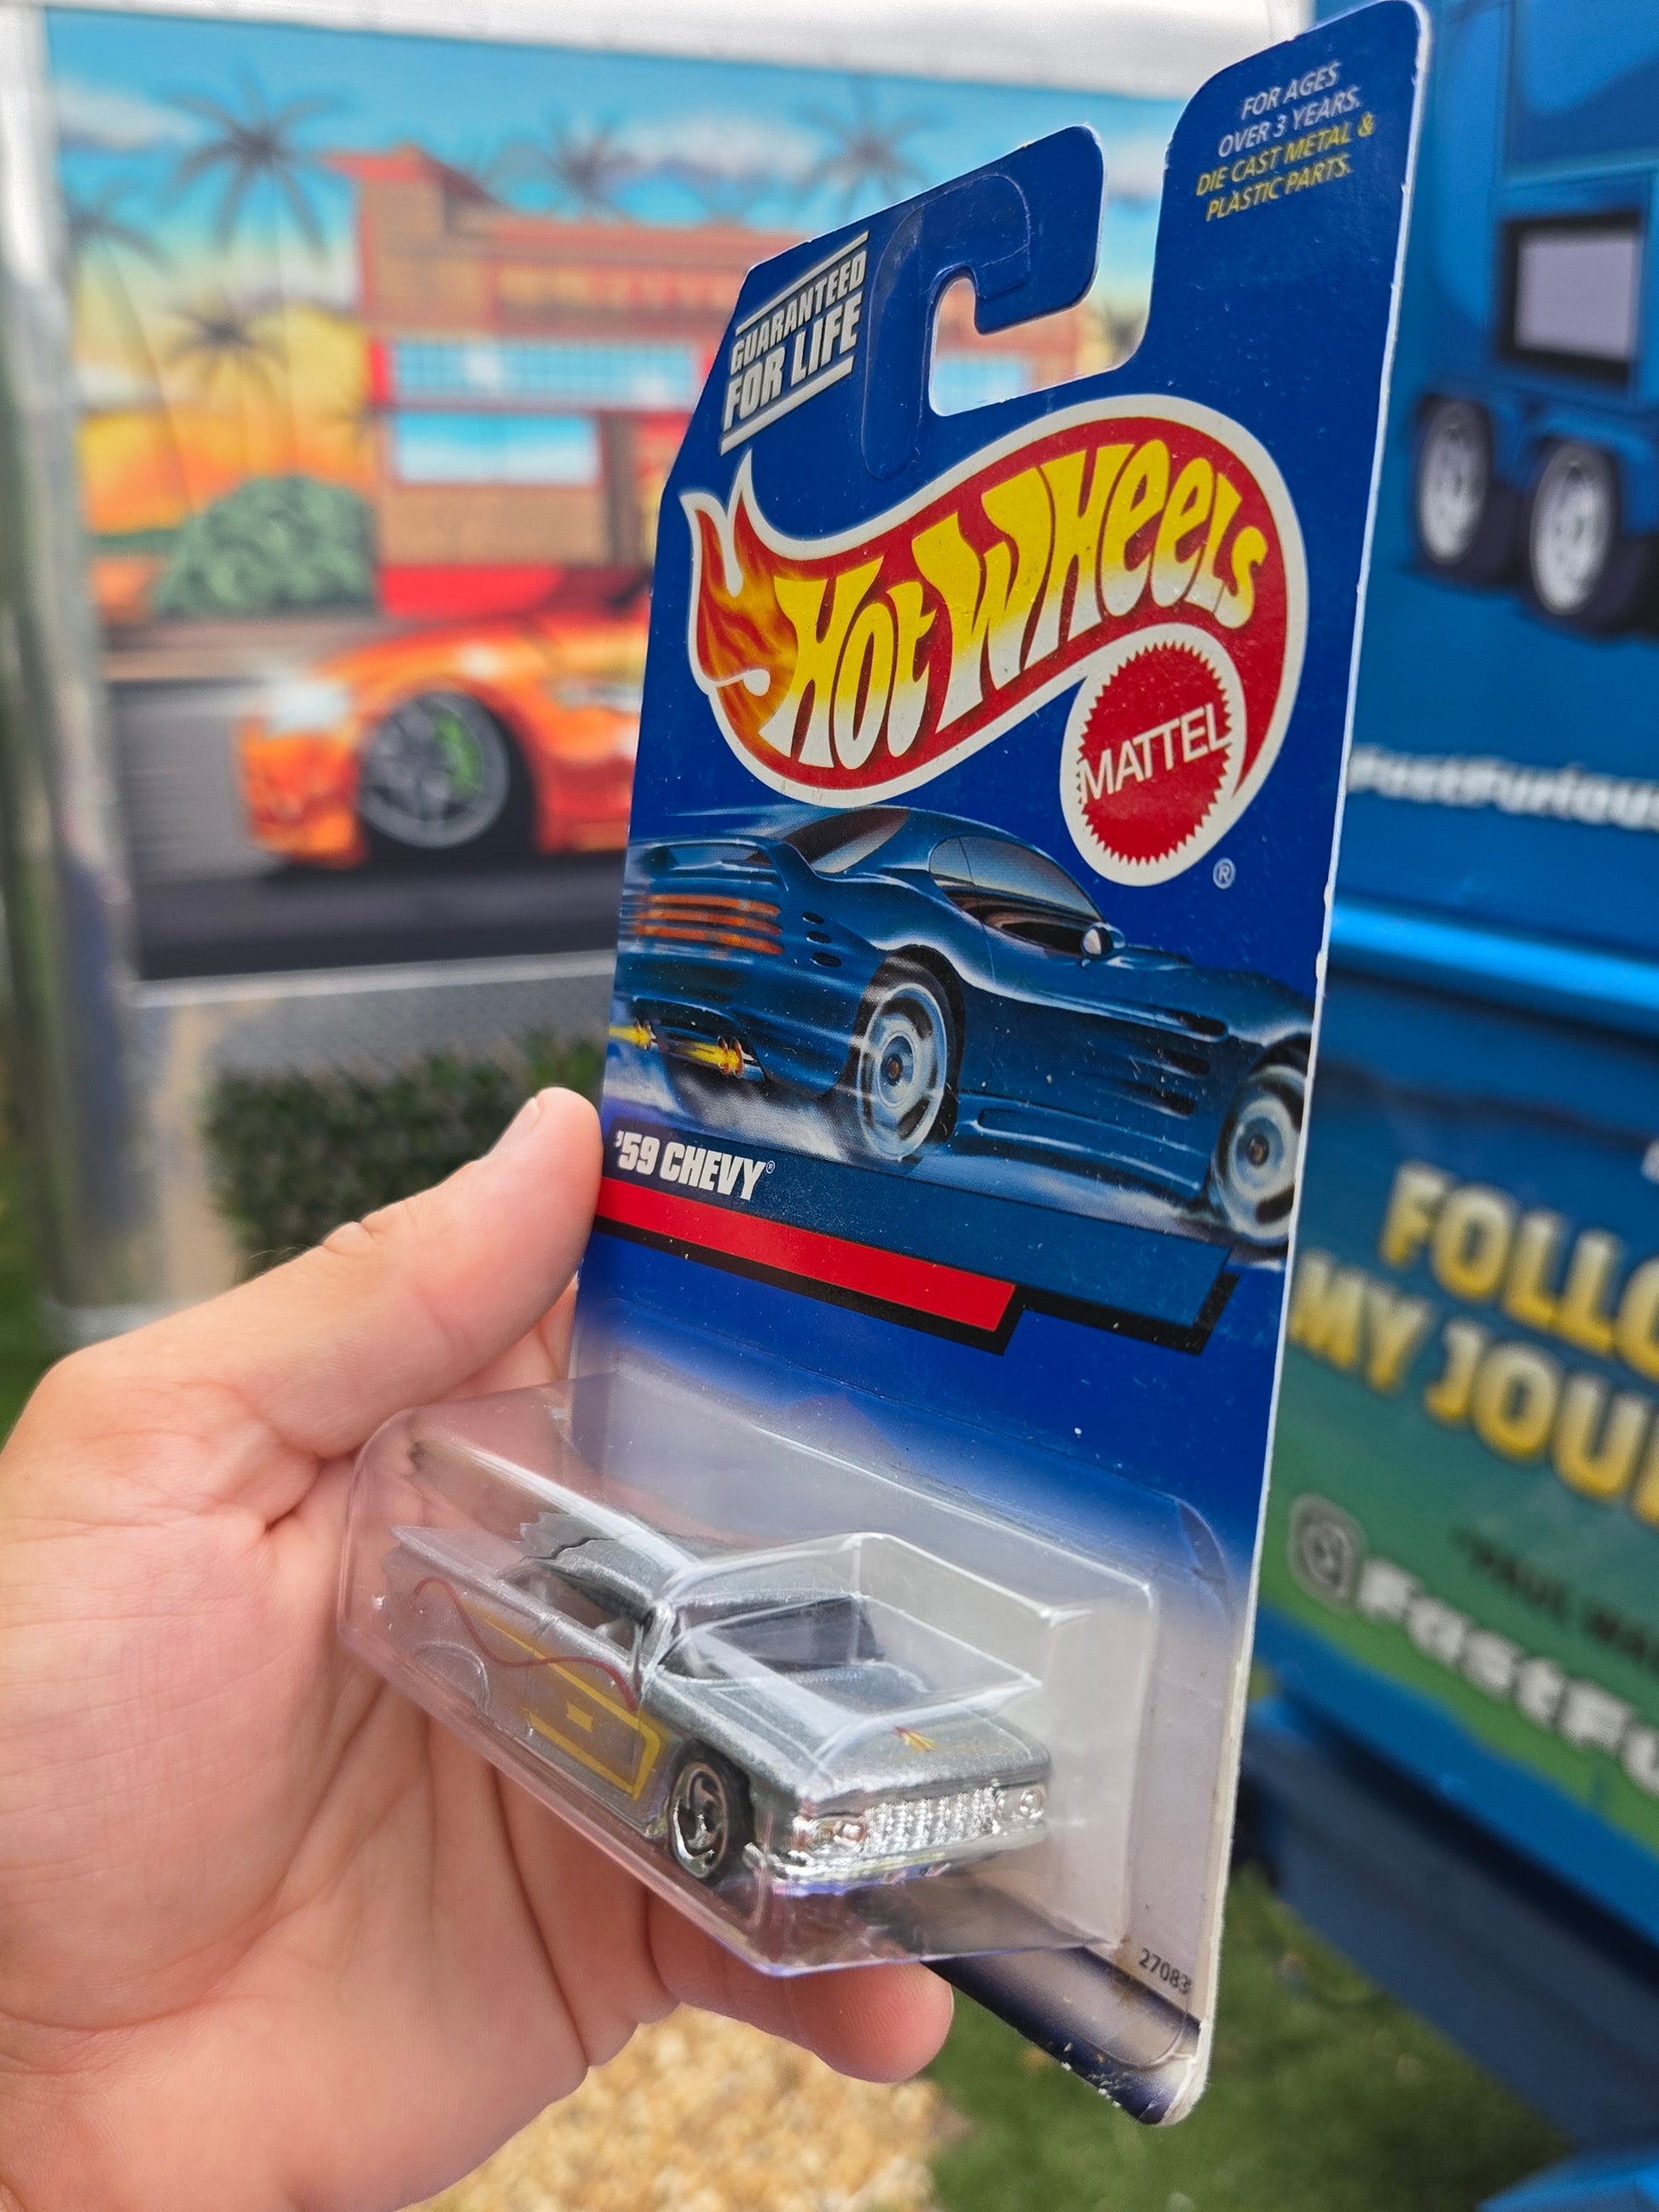 FOR AGES
OVER 3 YEARS.
DIE CAST METAL &
PLASTIC PARTS.
GUARANTEED
FOR LIFE
HOT WHEELS
MATTEL
®
'59 CHEVY®
27083
FOLLO
MY JOU